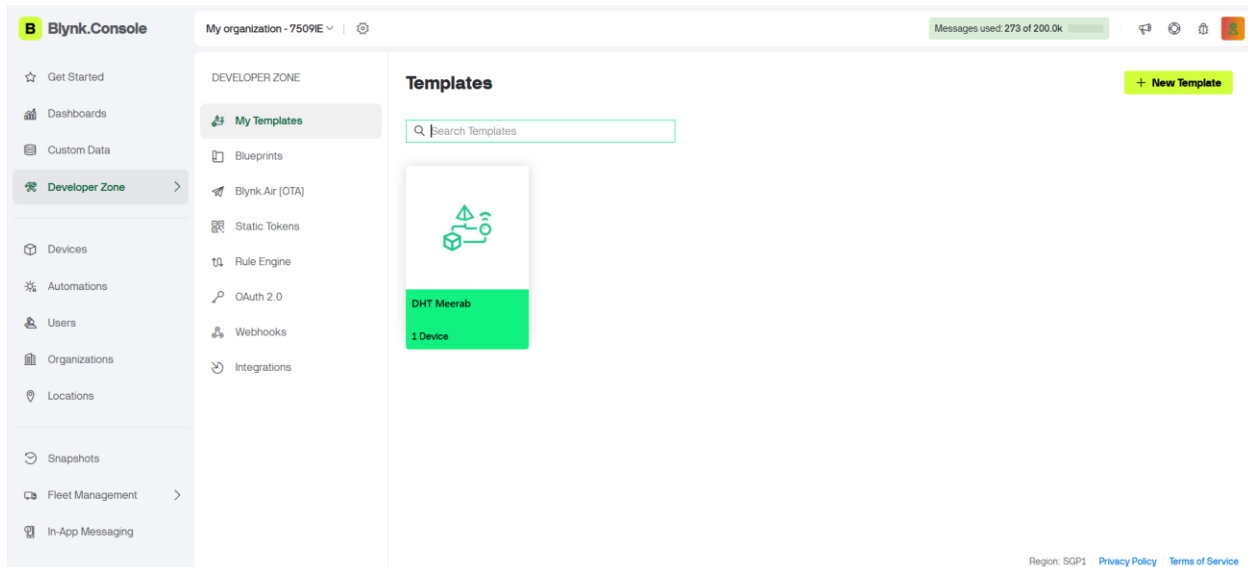 B Blynk.Console
My organization - 7509IE
Messages used: 273 of 200.0k
Get Started
Dashboards
Custom Data
Developer Zone
Devices
Automations
Users
Organizations
Locations
Snapshots
Fleet Management
In-App Messaging
DEVELOPER ZONE
My Templates
Blueprints
Blynk.Air (OTA)
Static Tokens
Rule Engine
OAuth 2.0
Webhooks
Integrations
Templates
+ New Template
Search Templates
DHT Meerab
1 Device
Region: SGP1 Privacy Policy Terms of Service